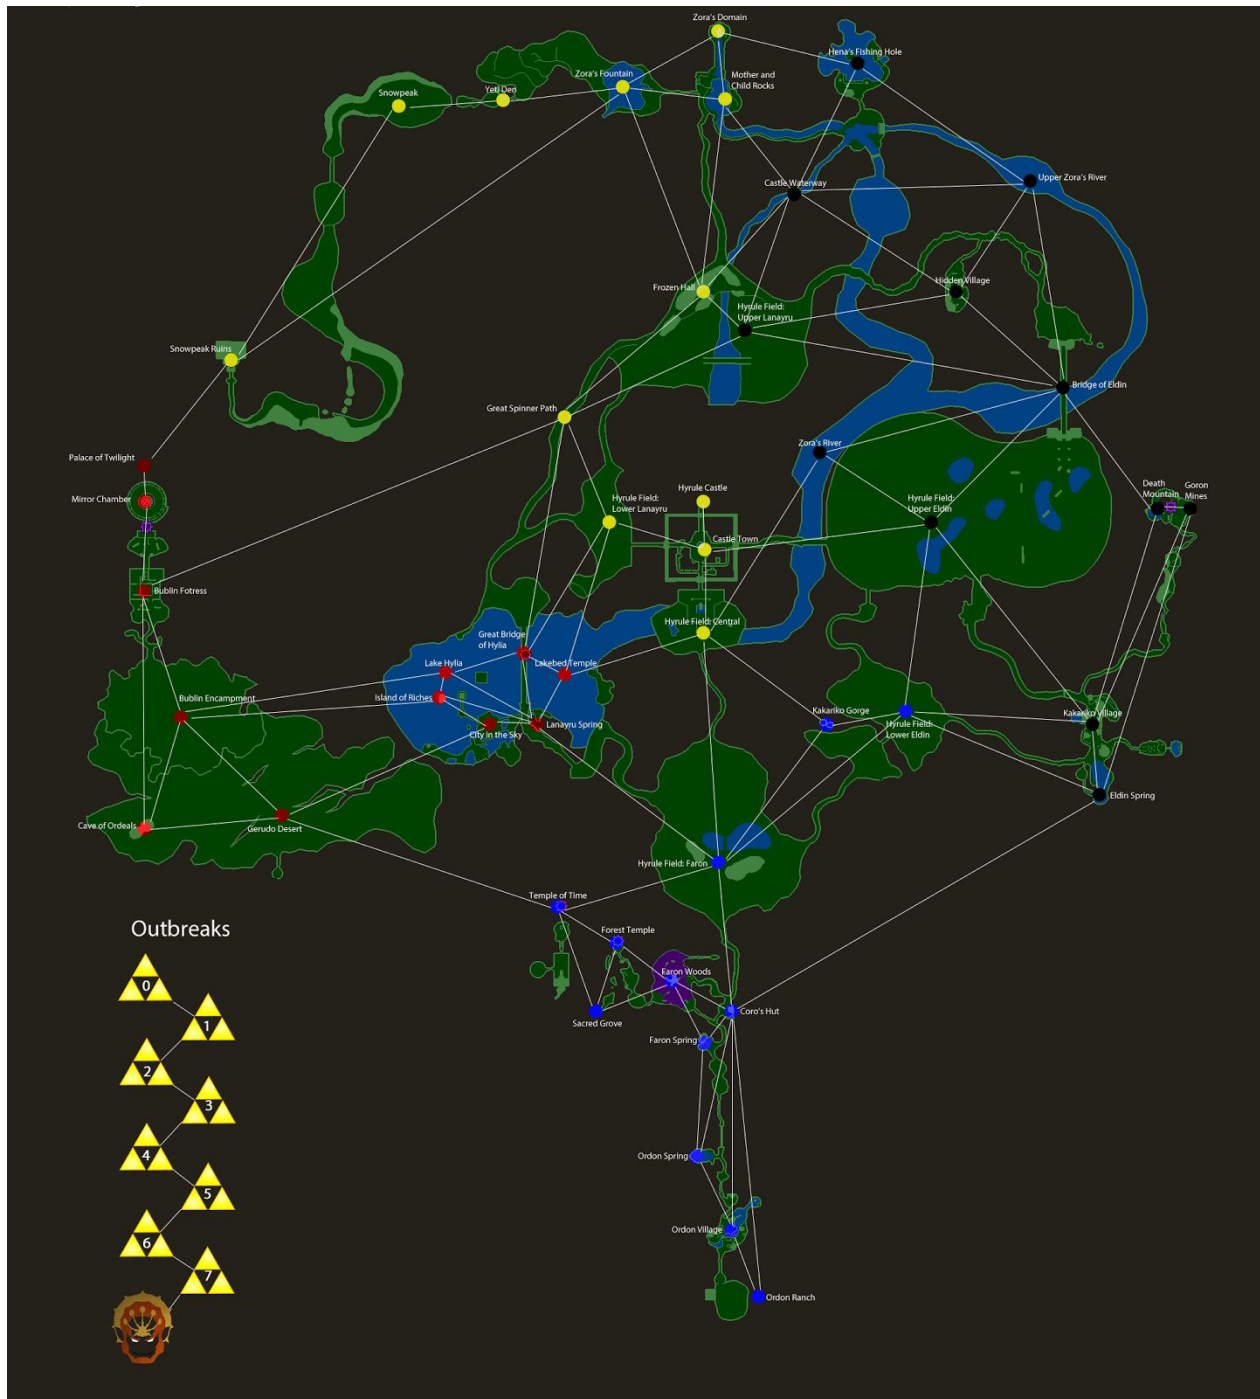 Zora's Domain
Hena's Fishing Hole
Zora's Fountain
Mother and
Child Rocks
Snowpeak
Yeti Den
Upper Zora's River
Castle Waterway
Hidden Village
Frozen Hall
Hyrule Field:
Upper Lanayru
Snowpeak Ruins
Bridge of Eldin
Great Spinner Path
Zora's River
Palace of Twilight
Mirror Chamber
Hyrule Field:
Lower Lanayru
Hyrule Castle
Death
Mountain
Goron
Mines
Hyrule Field:
Upper Eldin
Castle Town
Bublin Fotress
Hyrule Field: Central
Great Bridge
of Hylia
Lake Hylia
Lakebed Temple
Island of Riches
Bublin Encampment
City in the Sky
Lanayru Spring
Kakariko Gorge
Hyrule Field:
Lower Eldin
Kakariko Village
Eldin Spring
Cave of Ordeals
Gerudo Desert
Hyrule Field: Faron
Temple of Time
Forest Temple
Faron Woods
Sacred Grove
Coro's Hut
Faron Spring
Ordon Spring
Ordon Village
Ordon Ranch
Outbreaks
0
1
2
3
4
5
6
7